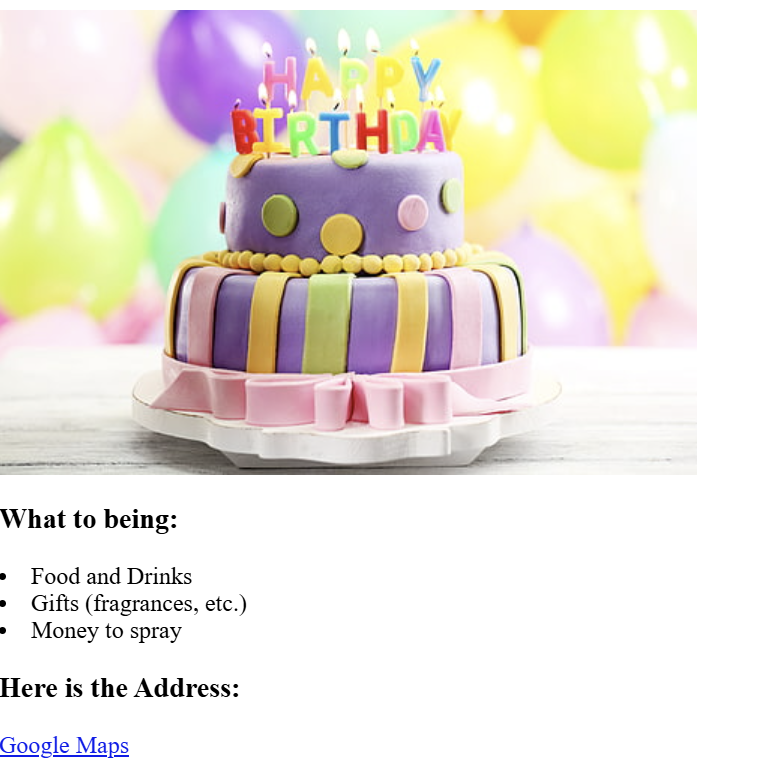 HAPPY
BIRTHDAY
What to being:
Food and Drinks
Gifts (fragrances, etc.)
Money to spray
Here is the Address:
Google Maps